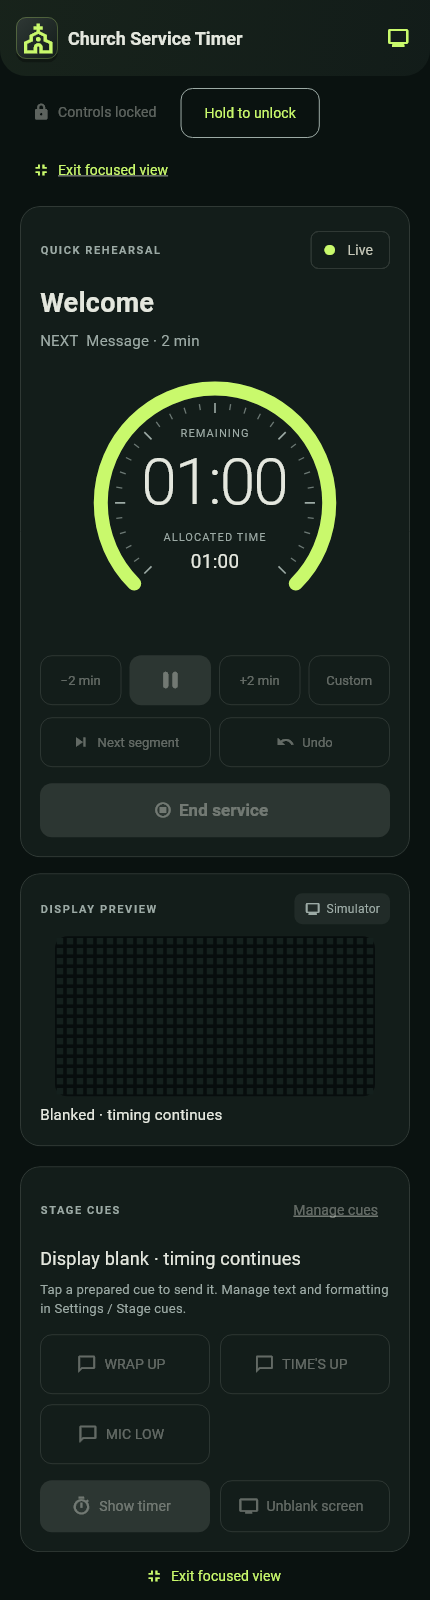 Church Service Timer
Controls locked
Hold to unlock
Exit focused view
QUICK REHEARSAL
Live
Welcome
NEXT Message · 2 min
REMAINING
01:00
ALLOCATED TIME
01:00
−2 min
+2 min
Custom
Next segment
Undo
End service
DISPLAY PREVIEW
Simulator
Blanked · timing continues
STAGE CUES
Manage cues
Display blank · timing continues
Tap a prepared cue to send it. Manage text and formatting
in Settings / Stage cues.
WRAP UP
TIME'S UP
MIC LOW
Show timer
Unblank screen
Exit focused view